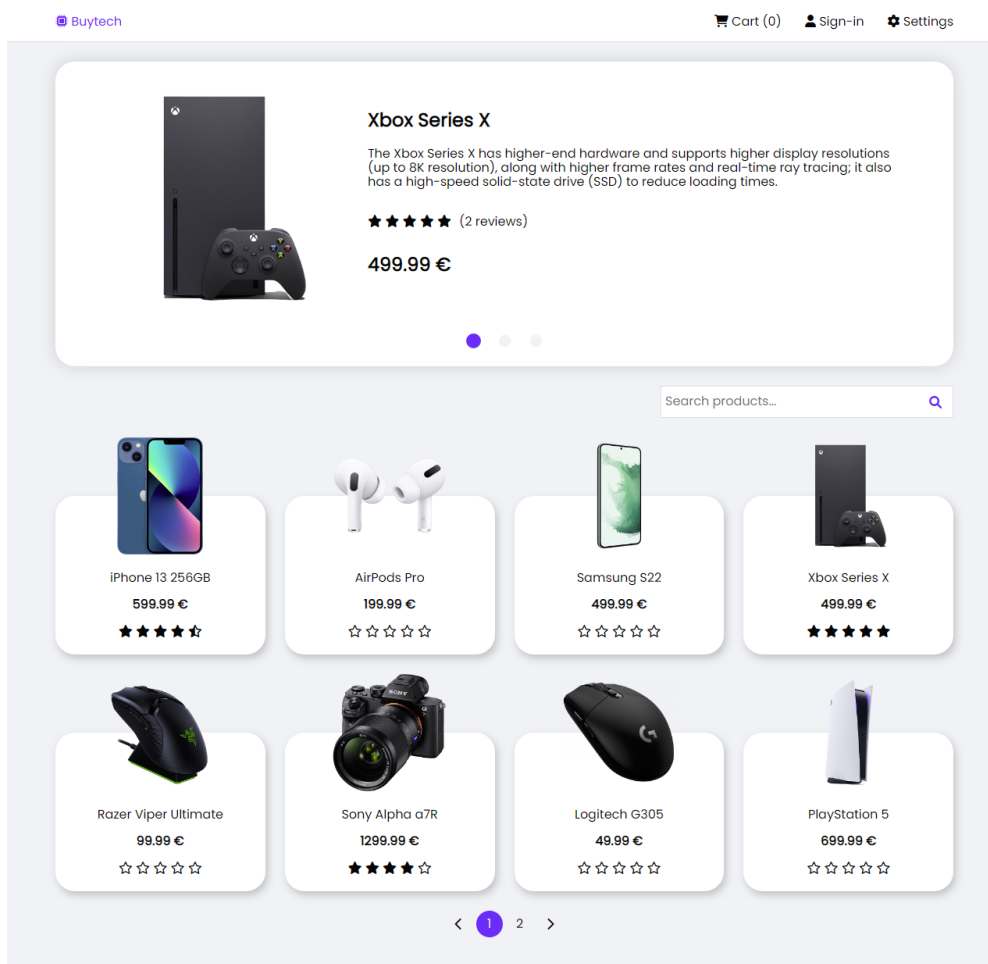 Buytech
Cart (0)
Sign-in
Settings
Xbox Series X
The Xbox Series X has higher-end hardware and supports higher display resolutions
(up to 8K resolution), along with higher frame rates and real-time ray tracing; it also
has a high-speed solid-state drive (SSD) to reduce loading times.
(2 reviews)
499.99 €
Search products...
iPhone 13 256GB
599.99 €
AirPods Pro
199.99 €
Samsung S22
499.99 €
Xbox Series X
499.99 €
SONY
Razer Viper Ultimate
99.99 €
Sony Alpha a7R
1299.99 €
Logitech G305
49.99 €
PlayStation 5
699.99 €
1
2